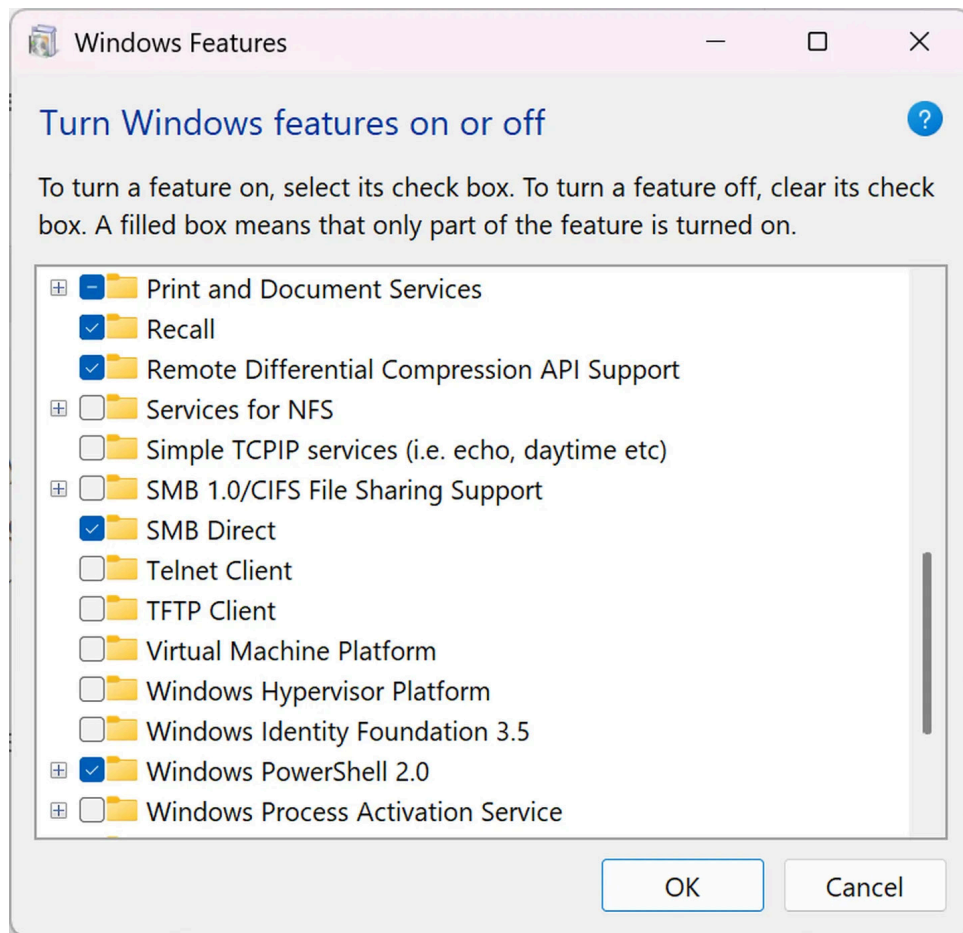 Windows Features
Turn Windows features on or off
?
To turn a feature on, select its check box. To turn a feature off, clear its check
box. A filled box means that only part of the feature is turned on.
Print and Document Services
Recall
Remote Differential Compression API Support
Services for NFS
Simple TCPIP services (i.e. echo, daytime etc)
SMB 1.0/CIFS File Sharing Support
SMB Direct
Telnet Client
TFTP Client
Virtual Machine Platform
Windows Hypervisor Platform
Windows Identity Foundation 3.5
Windows PowerShell 2.0
Windows Process Activation Service
OK
Cancel